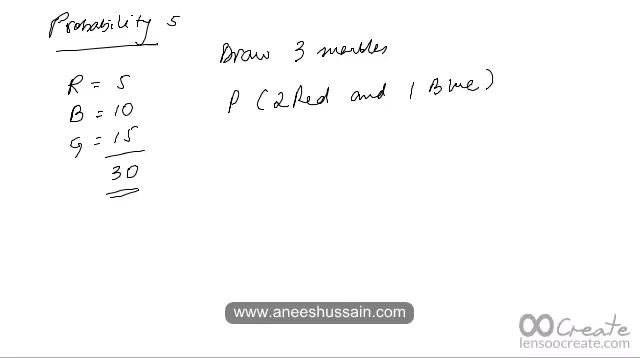 Probability 5
Draw 3 marbles
R = 5
P (2 Red and 1 Blue)
B = 10
G = 15
30
www.aneeshussain.com
Create
lensoocreate.com